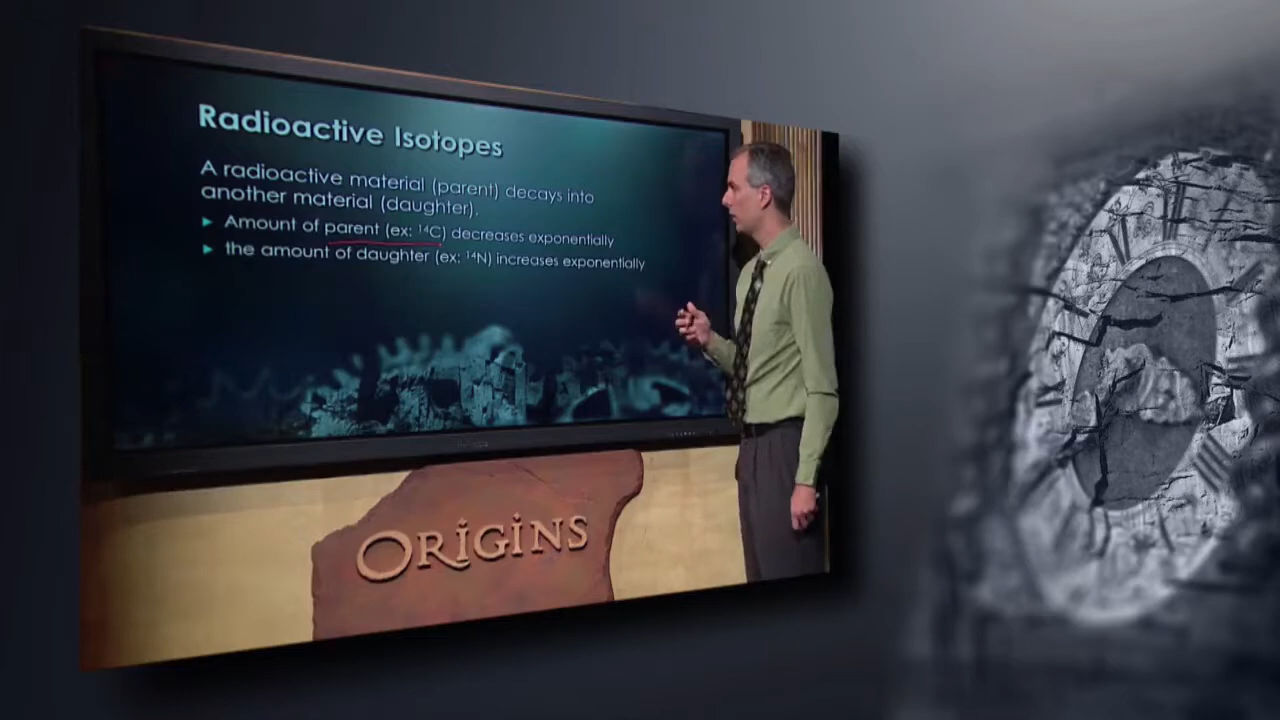 Radioactive Isotopes
A radioactive material (parent) decays into
another material (daughter).
▸ Amount of parent (ex: ¹⁴C) decreases exponentially
▸ the amount of daughter (ex: ¹⁴N) increases exponentially
ORiGiNS